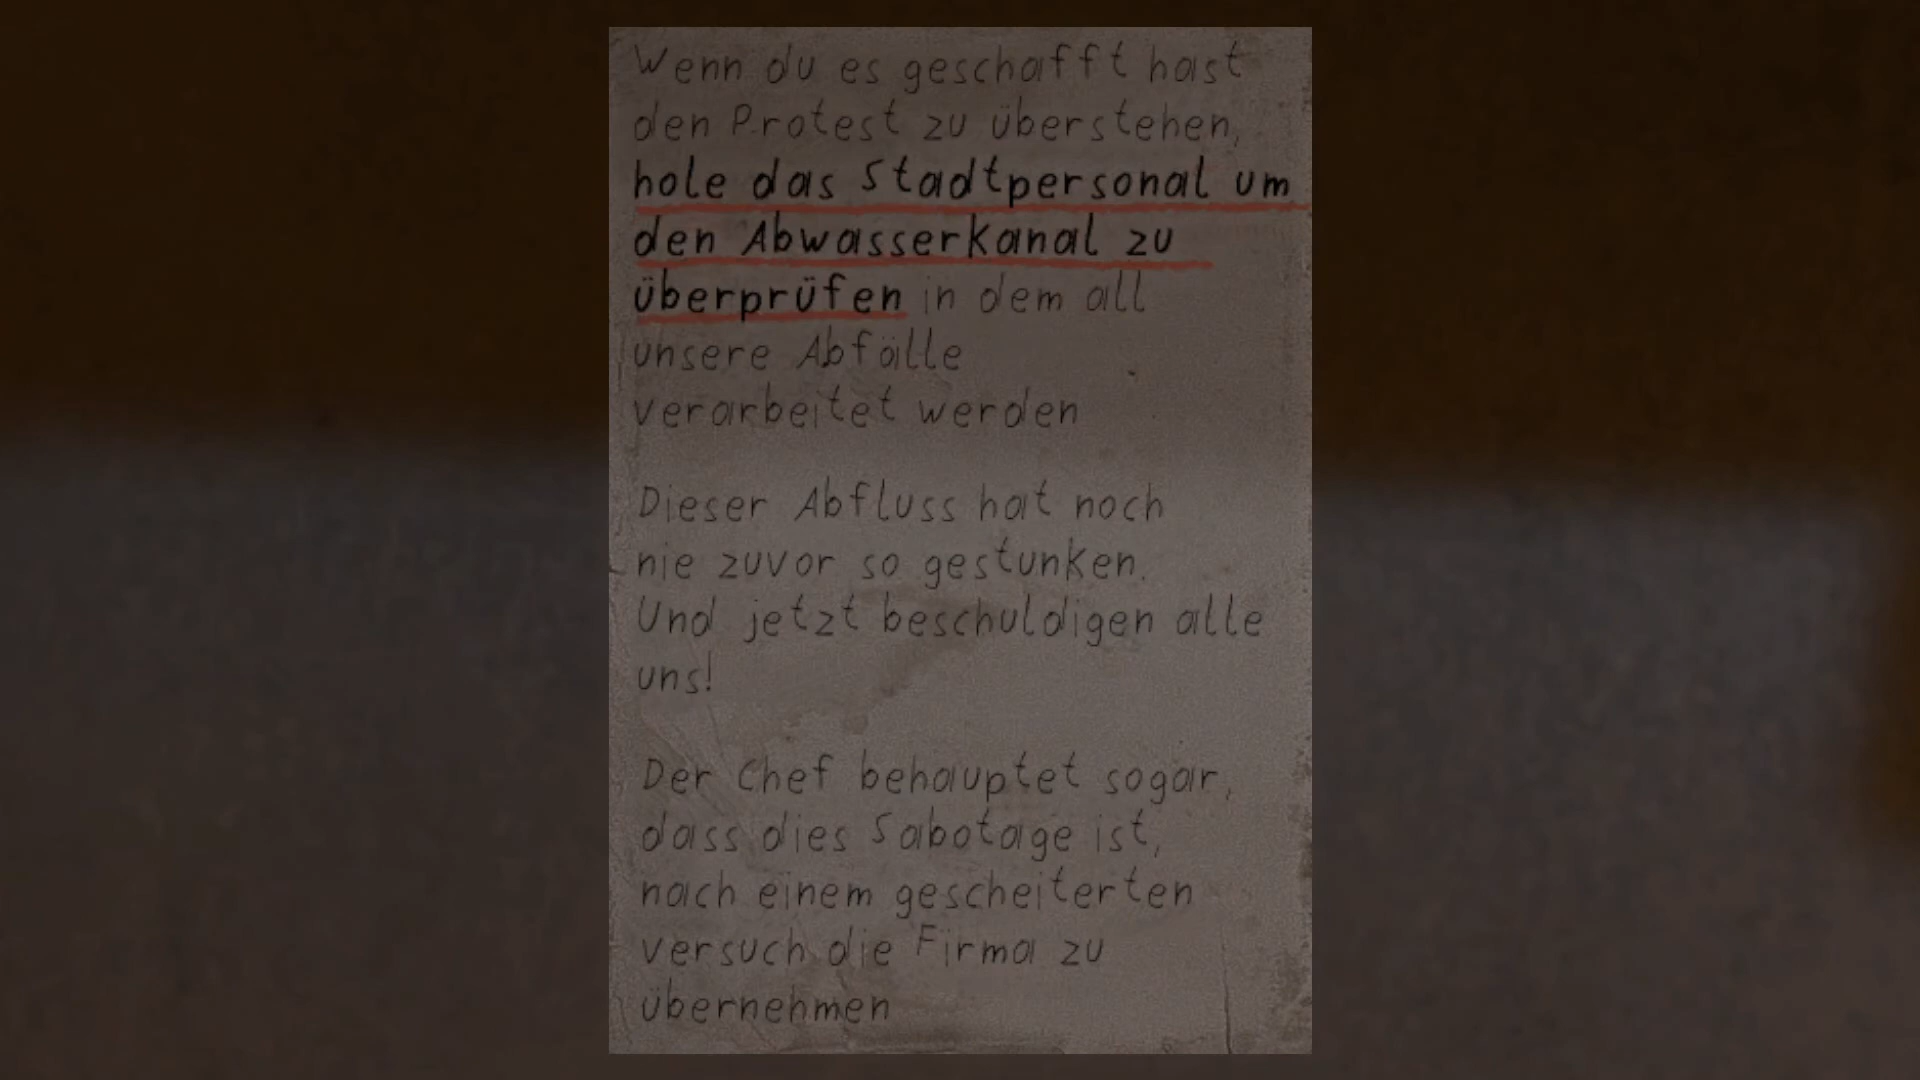 Wenn du es geschafft hast
den Protest zu überstehen,
hole das Stadtpersonal um
den Abwasserkanal zu
überprüfen in dem all
unsere Abfälle
verarbeitet werden
Dieser Abfluss hat noch
nie zuvor so gestunken.
Und jetzt beschuldigen alle
uns!
Der Chef behauptet sogar,
dass dies Sabotage ist,
nach einem gescheiterten
versuch die Firma zu
übernehmen